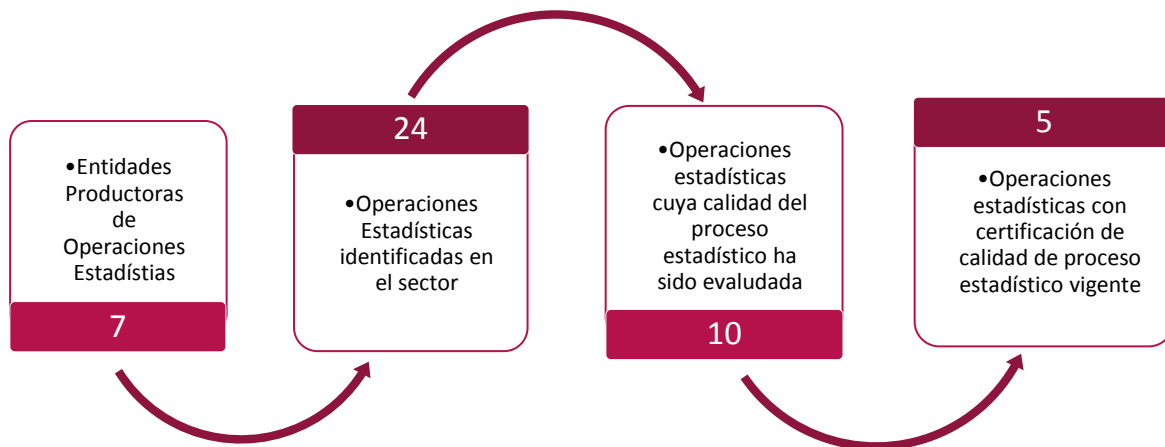 •Entidades
Productoras
de
Operaciones
Estadístias
7
24
•Operaciones
Estadísticas
identificadas en
el sector
•Operaciones
estadísticas
cuya calidad del
proceso
estadístico ha
sido evaludada
10
5
•Operaciones
estadísticas con
certificación de
calidad de proceso
estadístico vigente